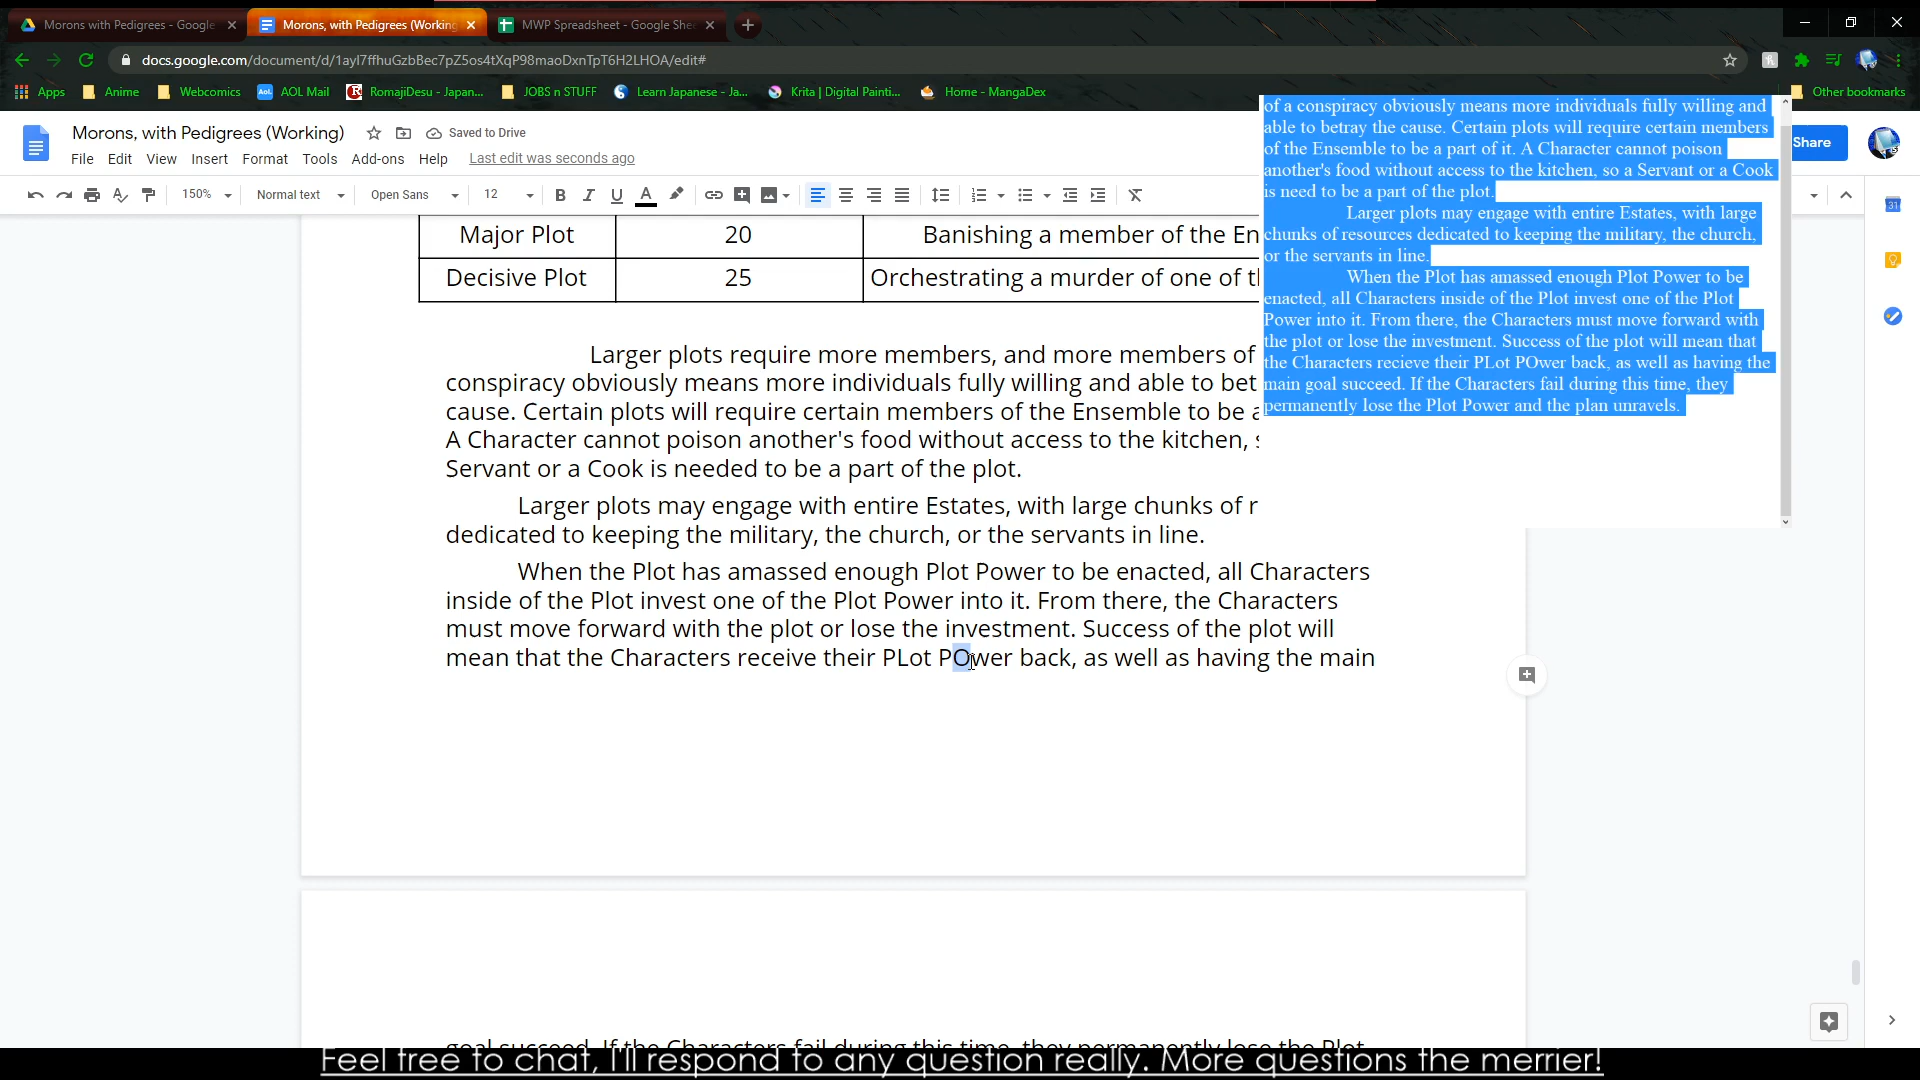 Morons with Pedigrees - Google
Morons, with Pedigrees (Working
MWP Spreadsheet - Google She
docs.google.com/document/d/1ayl7ffhuGzbBec7pZ5os4tXqP98maoDxnTpT6H2LHOA/edit#
Apps
Anime
Webcomics
AOL Mail
RomajiDesu - Japan...
JOBS n STUFF
Learn Japanese - Ja...
Krita | Digital Painti...
Home - MangaDex
Other bookmarks
Morons, with Pedigrees (Working)
Saved to Drive
File Edit View Insert Format Tools Add-ons Help
Last edit was seconds ago
Share
150%
Normal text
Open Sans
12
Major Plot 20 Banishing a member of the En
Decisive Plot 25 Orchestrating a murder of one of t
Larger plots require more members, and more members of
conspiracy obviously means more individuals fully willing and able to bet
cause. Certain plots will require certain members of the Ensemble to be a
A Character cannot poison another's food without access to the kitchen, s
Servant or a Cook is needed to be a part of the plot.
Larger plots may engage with entire Estates, with large chunks of r
dedicated to keeping the military, the church, or the servants in line.
When the Plot has amassed enough Plot Power to be enacted, all Characters
inside of the Plot invest one of the Plot Power into it. From there, the Characters
must move forward with the plot or lose the investment. Success of the plot will
mean that the Characters receive their PLot POwer back, as well as having the main
goal succeed. If the Characters fail during this time, they permanently lose the Plot
of a conspiracy obviously means more individuals fully willing and
able to betray the cause. Certain plots will require certain members
of the Ensemble to be a part of it. A Character cannot poison
another's food without access to the kitchen, so a Servant or a Cook
is need to be a part of the plot.
Larger plots may engage with entire Estates, with large
chunks of resources dedicated to keeping the military, the church,
or the servants in line.
When the Plot has amassed enough Plot Power to be
enacted, all Characters inside of the Plot invest one of the Plot
Power into it. From there, the Characters must move forward with
the plot or lose the investment. Success of the plot will mean that
the Characters recieve their PLot POwer back, as well as having the
main goal succeed. If the Characters fail during this time, they
permanently lose the Plot Power and the plan unravels.
31
Feel free to chat, I'll respond to any question really. More questions the merrier!